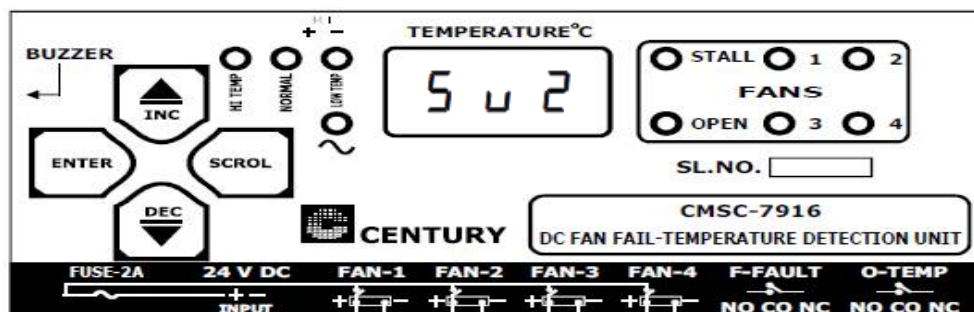 TEMPERATURE°C
BUZZER
HI TEMP
NORMAL
LOW TEMP
+ -
INC
ENTER
SCROL
DEC
5 u 2
STALL 1 2
FANS
OPEN 3 4
SL.NO.
CENTURY
CMSC-7916
DC FAN FAIL-TEMPERATURE DETECTION UNIT
FUSE-2A 24 V DC FAN-1 FAN-2 FAN-3 FAN-4 F-FAULT O-TEMP
+ - + - + - + - + -
INPUT NO CO NC NO CO NC